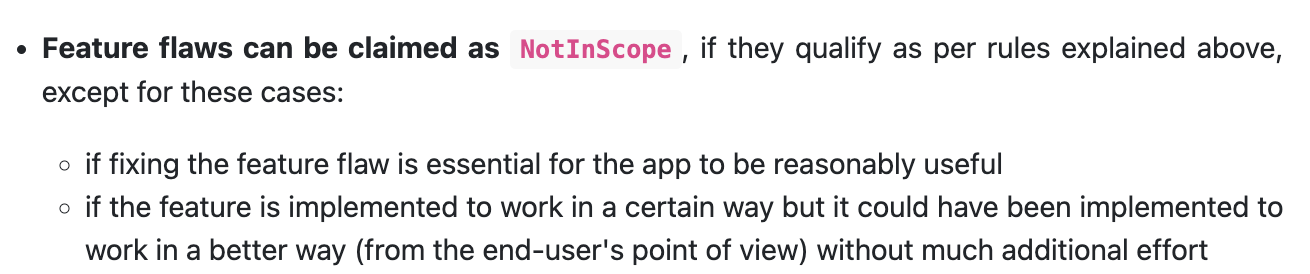 • Feature flaws can be claimed as NotInScope, if they qualify as per rules explained above,
except for these cases:
◦ if fixing the feature flaw is essential for the app to be reasonably useful
◦ if the feature is implemented to work in a certain way but it could have been implemented to
work in a better way (from the end-user's point of view) without much additional effort